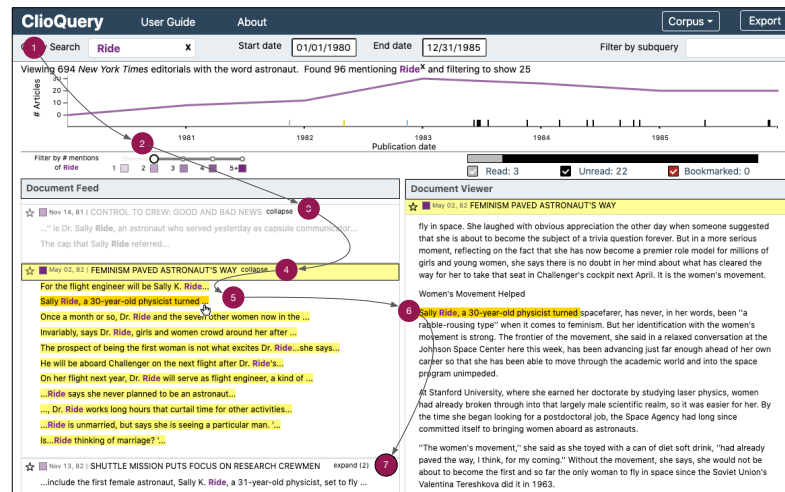 ClioQuery User Guide About Corpus Export
1 Search Ride x Start date 01/01/1980 End date 12/31/1985 Filter by subquery
Viewing 694 New York Times editorials with the word astronaut. Found 96 mentioning Ride x and filtering to show 25
# Articles
30
20
10
0
1981 1982 1983 1984 1985
Publication date
2
Filter by # mentions
of Ride 1 2 3 4 5+
Read: 3 Unread: 22 Bookmarked: 0
Document Feed
Nov 14, 81 | CONTROL TO CREW: GOOD AND BAD NEWS collapse 3
..." is Dr. Sally Ride, an astronaut who served yesterday as capsule communicator...
The cap that Sally Ride referred...
May 02, 82 | FEMINISM PAVED ASTRONAUT'S WAY collapse 4
For the flight engineer will be Sally K. Ride...
Sally Ride, a 30-year-old physicist turned ... 5
Once a month or so, Dr. Ride and the seven other women now in the ...
Invariably, says Dr. Ride, girls and women crowd around her after ...
The prospect of being the first woman is not what excites Dr. Ride...she says...
He will be aboard Challenger on the next flight after Dr. Ride's...
On her flight next year, Dr. Ride will serve as flight engineer, a kind of ...
...Ride says she never planned to be an astronaut...
..., Dr. Ride works long hours that curtail time for other activities...
...Ride is unmarried, but says she is seeing a particular man. '...
Is...Ride thinking of marriage? '...
Nov 13, 82 | SHUTTLE MISSION PUTS FOCUS ON RESEARCH CREWMEN expand (2) 7
...include the first female astronaut, Sally K. Ride, a 31-year-old physicist, set to fly ...
Document Viewer
May 02, 82 FEMINISM PAVED ASTRONAUT'S WAY
fly in space. She laughed with obvious appreciation the other day when someone suggested
that she is about to become the subject of a trivia question forever. But in a more serious
moment, reflecting on the fact that she has now become a premier role model for millions of
girls and young women, she says there is no doubt in her mind about what has cleared the
way for her to take that seat in Challenger's cockpit next April. It is the women's movement.
Women's Movement Helped
6
Sally Ride, a 30-year-old physicist turned spacefarer, has never, in her words, been "a
rabble-rousing type" when it comes to feminism. But her identification with the women's
movement is strong. The frontier of the movement, she said in a relaxed conversation at the
Johnson Space Center here this week, has been advancing just far enough ahead of her own
career so that she has been able to move through the academic world and into the space
program unimpeded.
At Stanford University, where she earned her doctorate by studying laser physics, women
had already broken through into that largely male scientific realm, so it was easier for her. By
the time she began looking for a postdoctoral job, the Space Agency had long since
committed itself to bringing women aboard as astronauts.
"The women's movement," she said as she toyed with a can of diet soft drink, "had already
paved the way, I think, for my coming." Without the movement, she says, she would not be
about to become the first and so far the only woman to fly in space since the Soviet Union's
Valentina Tereshkova did it in 1963.